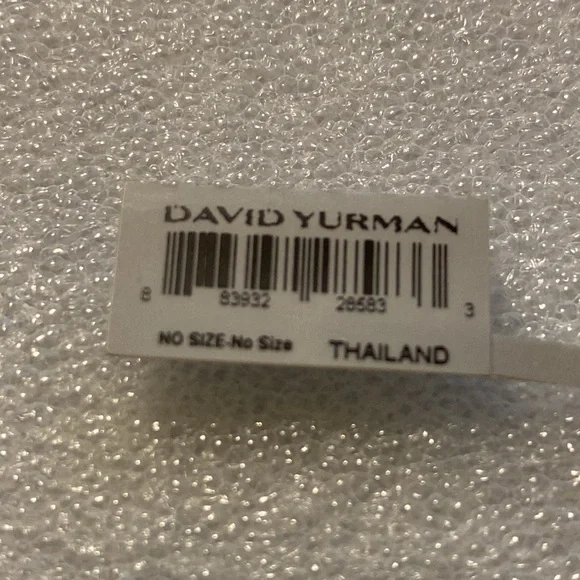 DAVID YURMAN
8 83932 28583 3
NO SIZE-No Size THAILAND